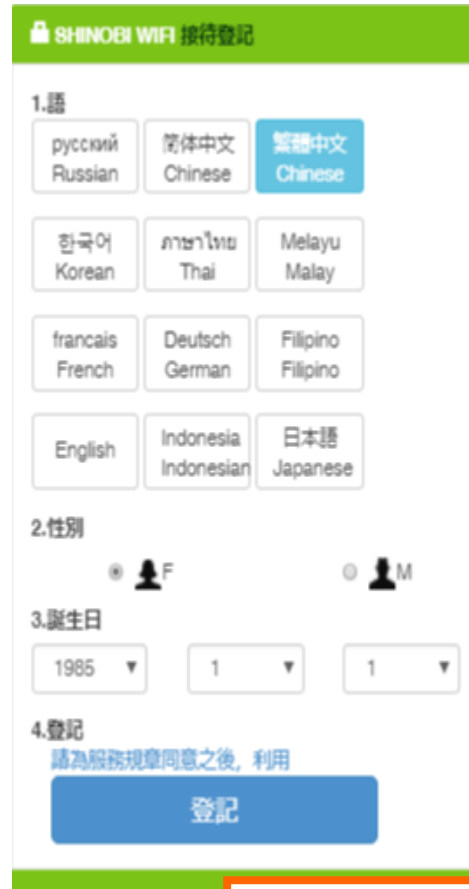 SHINOBI WIFI 接待登記
1.語
русский 简体中文 繁體中文
Russian Chinese Chinese
한국어 ภาษาไทย Melayu
Korean Thai Malay
francais Deutsch Filipino
French German Filipino
English Indonesia 日本語
Indonesian Japanese
2.性別
F M
3.誕生日
1985 1 1
4.登記
請為服務規章同意之後，利用
登記